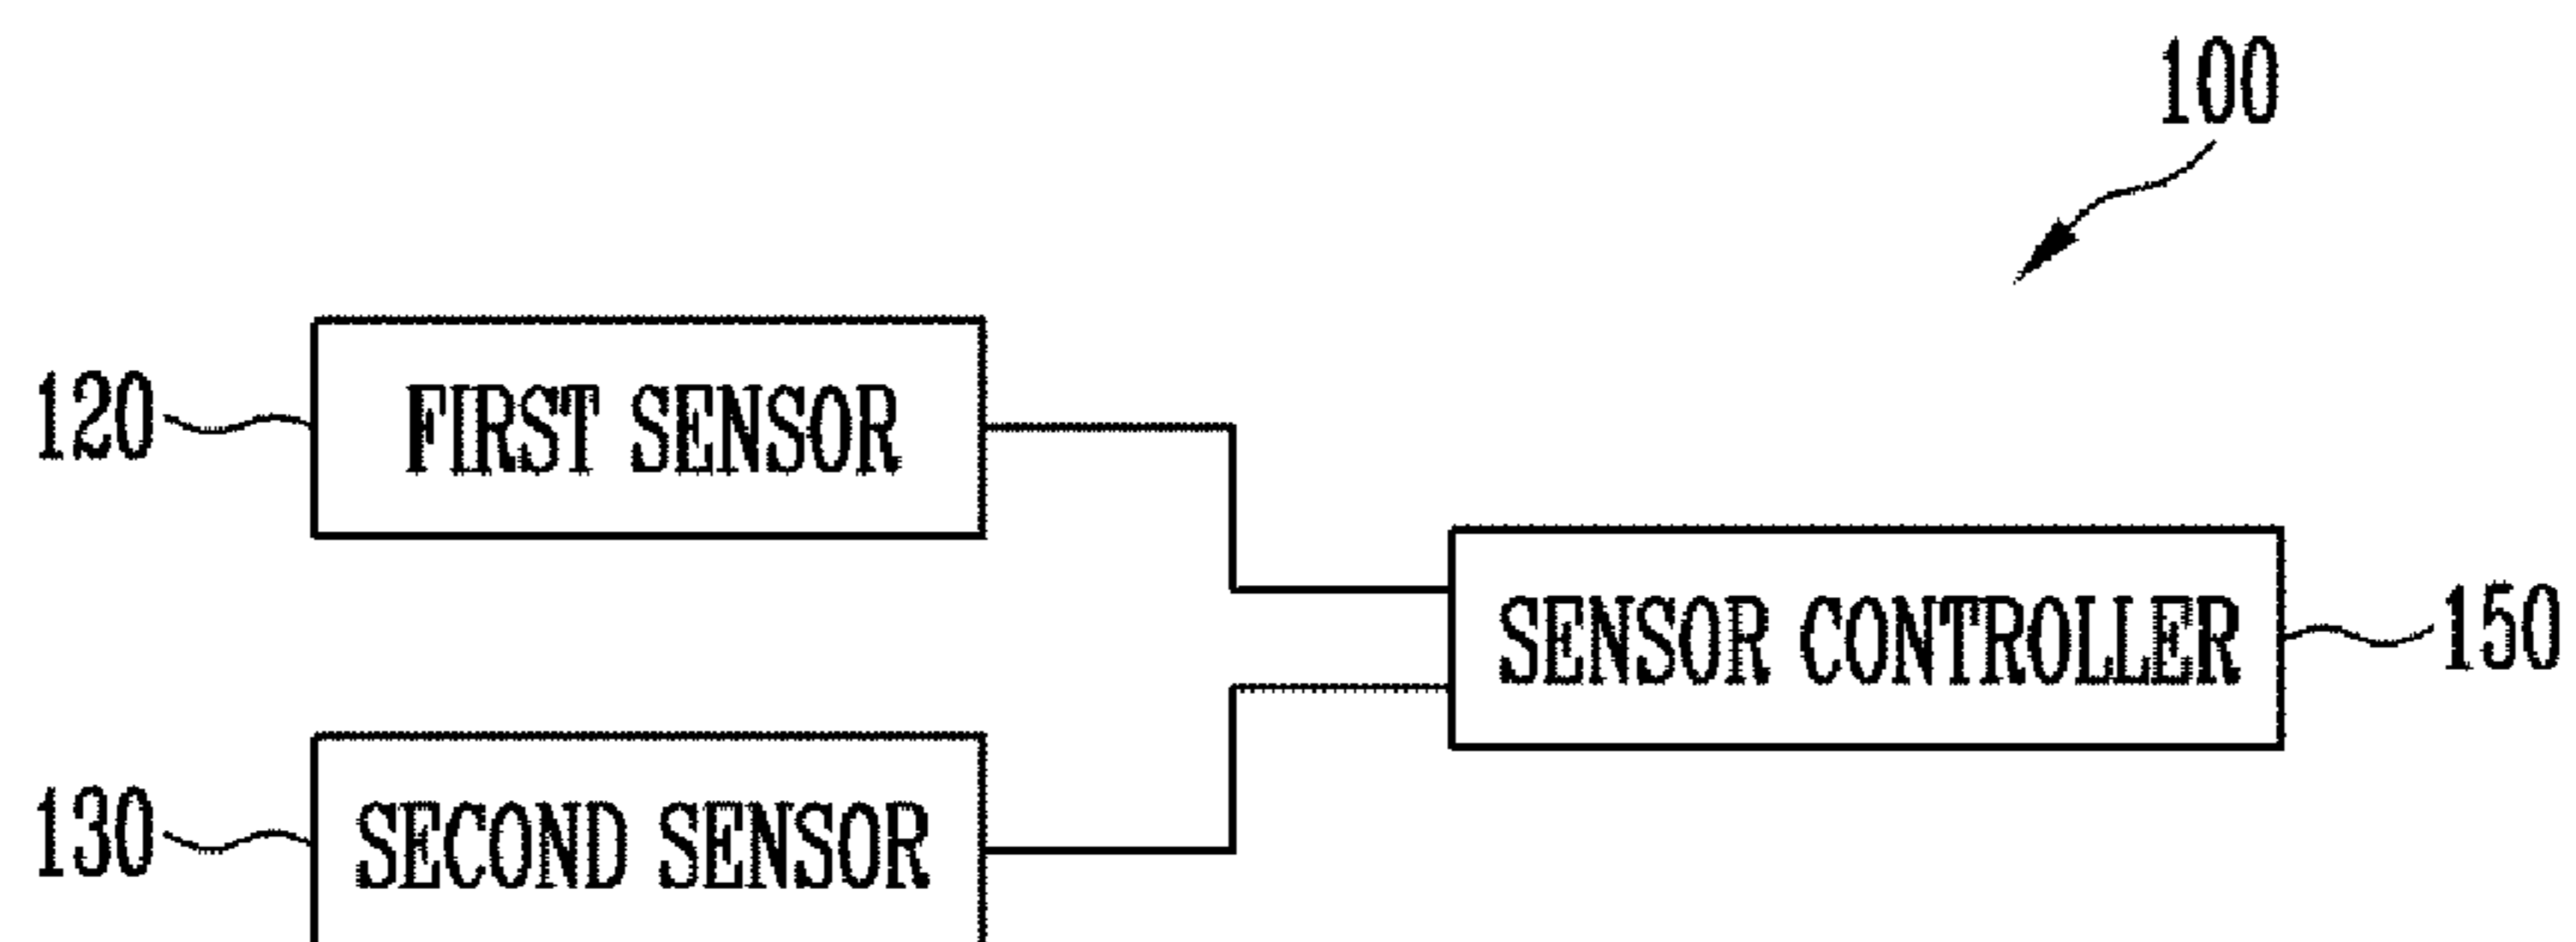 100
120
FIRST SENSOR
SENSOR CONTROLLER
150
130
SECOND SENSOR